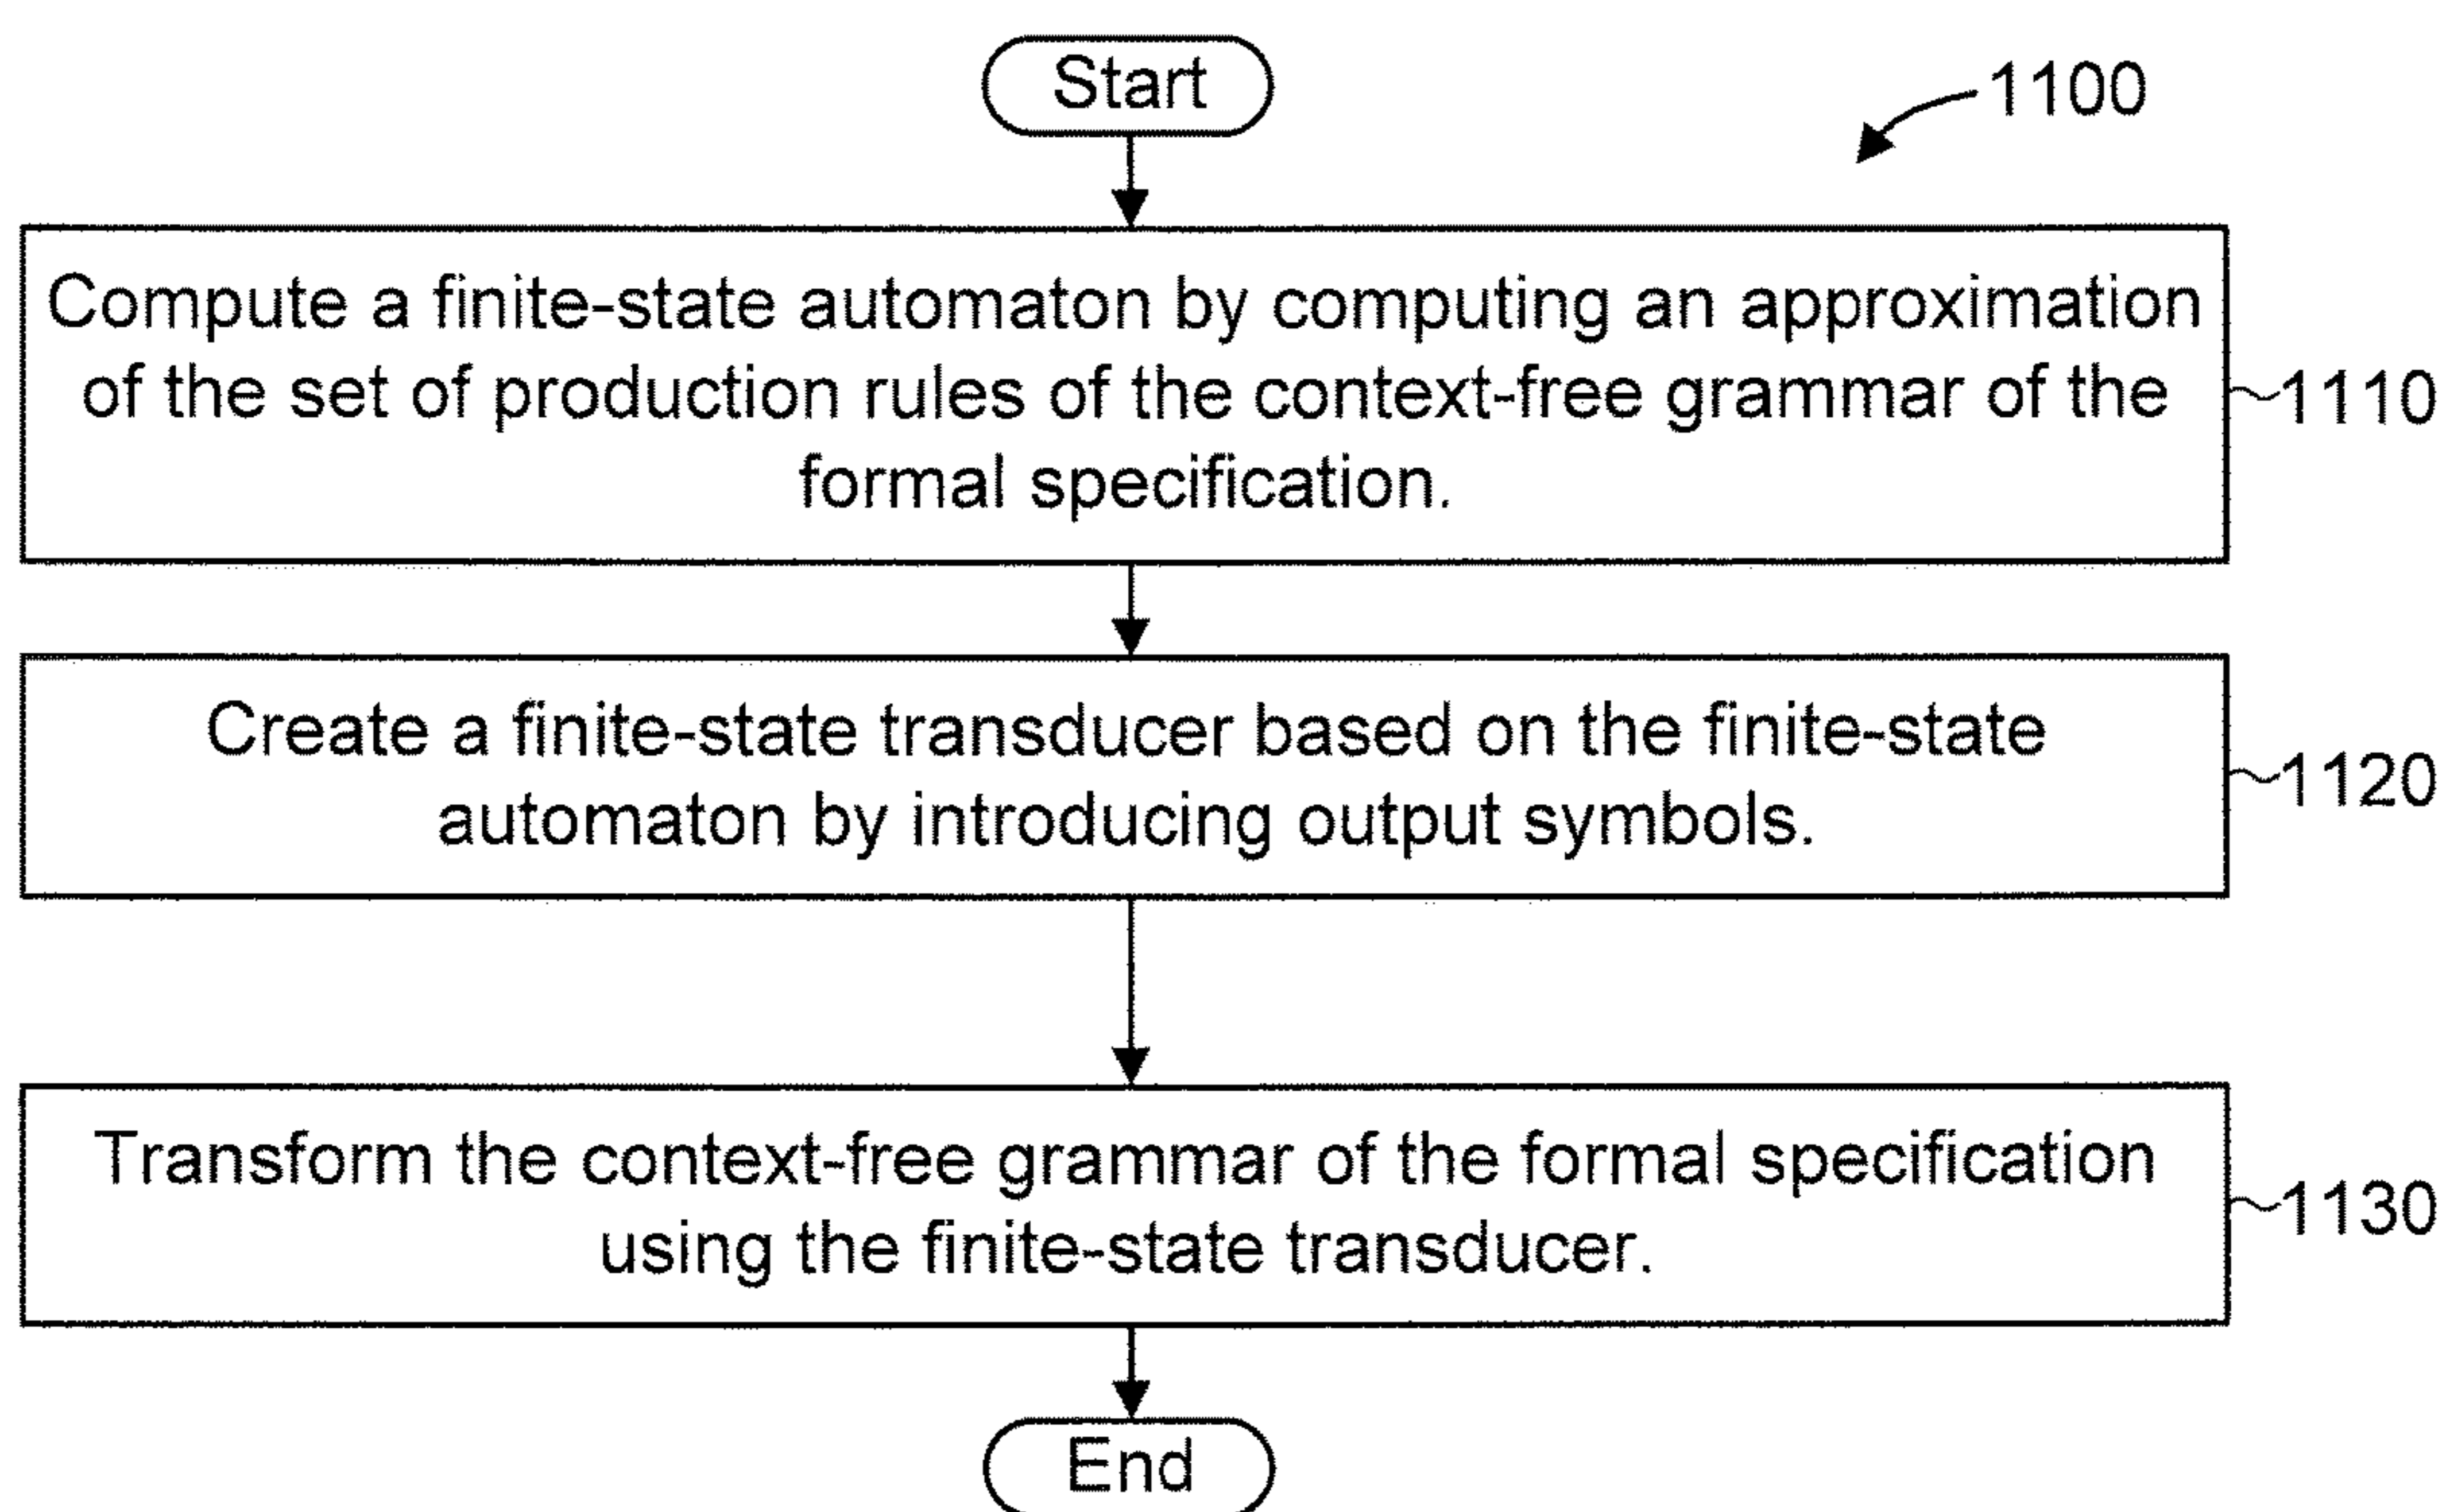 Start
1100
Compute a finite-state automaton by computing an approximation
of the set of production rules of the context-free grammar of the
formal specification.
1110
Create a finite-state transducer based on the finite-state
automaton by introducing output symbols.
1120
Transform the context-free grammar of the formal specification
using the finite-state transducer.
1130
End